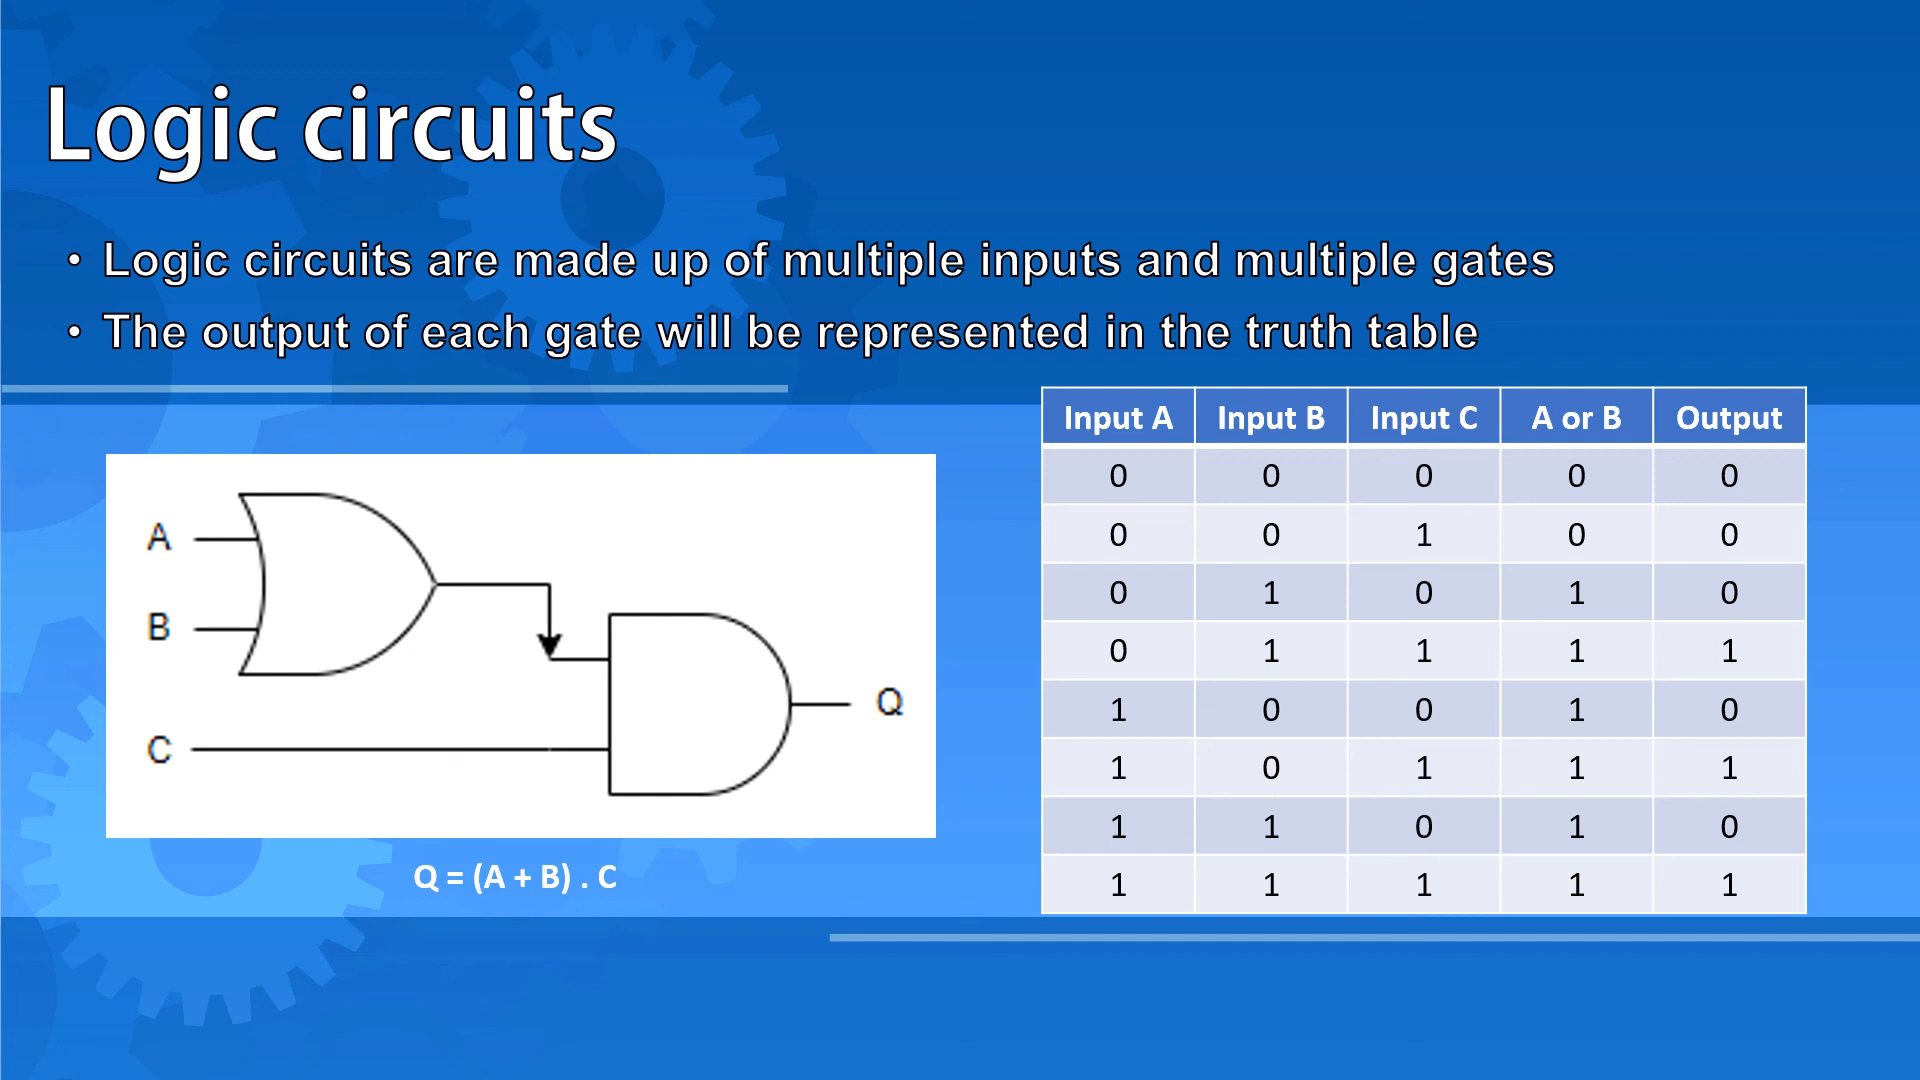 Logic circuits
• Logic circuits are made up of multiple inputs and multiple gates
• The output of each gate will be represented in the truth table
A
B
C
Q
Q = (A + B) . C
Input A Input B Input C A or B Output
0 0 0 0 0
0 0 1 0 0
0 1 0 1 0
0 1 1 1 1
1 0 0 1 0
1 0 1 1 1
1 1 0 1 0
1 1 1 1 1